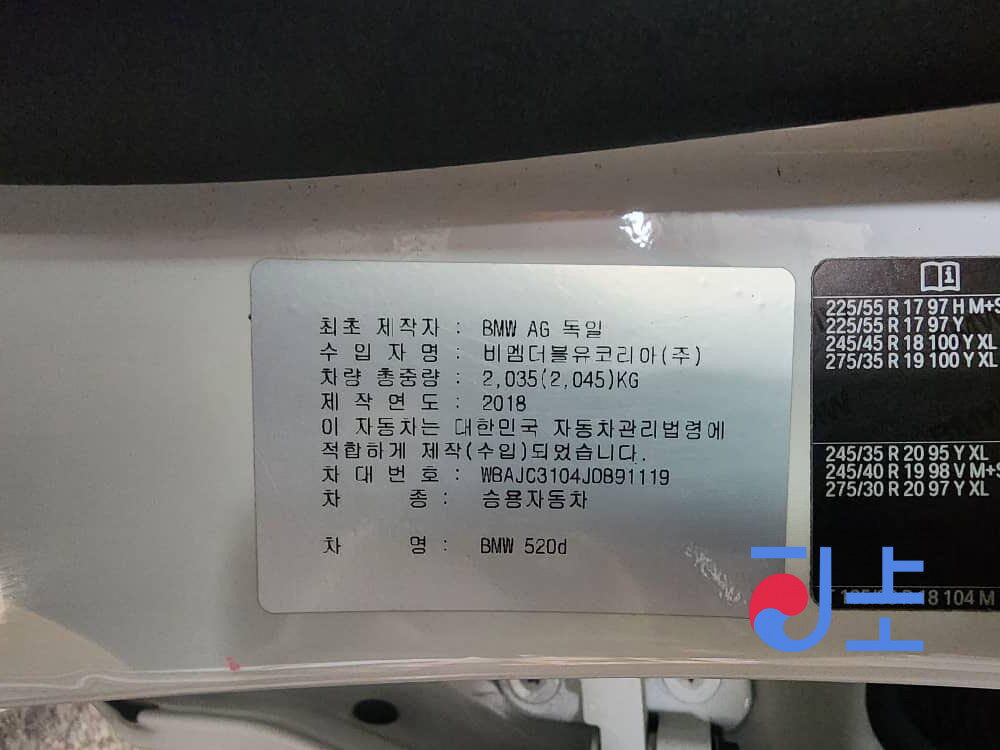 최초 제작자 : BMW AG 독일
수입자명 : 비엠더블유코리아(주)
차량 총중량 : 2,035(2,045)KG
제작연도 : 2018
이 자동차는 대한민국 자동차관리법령에
적합하게 제작(수입)되었습니다.
차대번호 : WBAJC3104JDB91119
차 종 : 승용자동차
차 명 : BMW 520d
225/55 R 17 97 H M+S
225/55 R 17 97 Y
245/45 R 18 100 Y XL
275/35 R 19 100 Y XL
245/35 R 20 95 Y XL
245/40 R 19 98 V M+S
275/30 R 20 97 Y XL
R 18 104 M